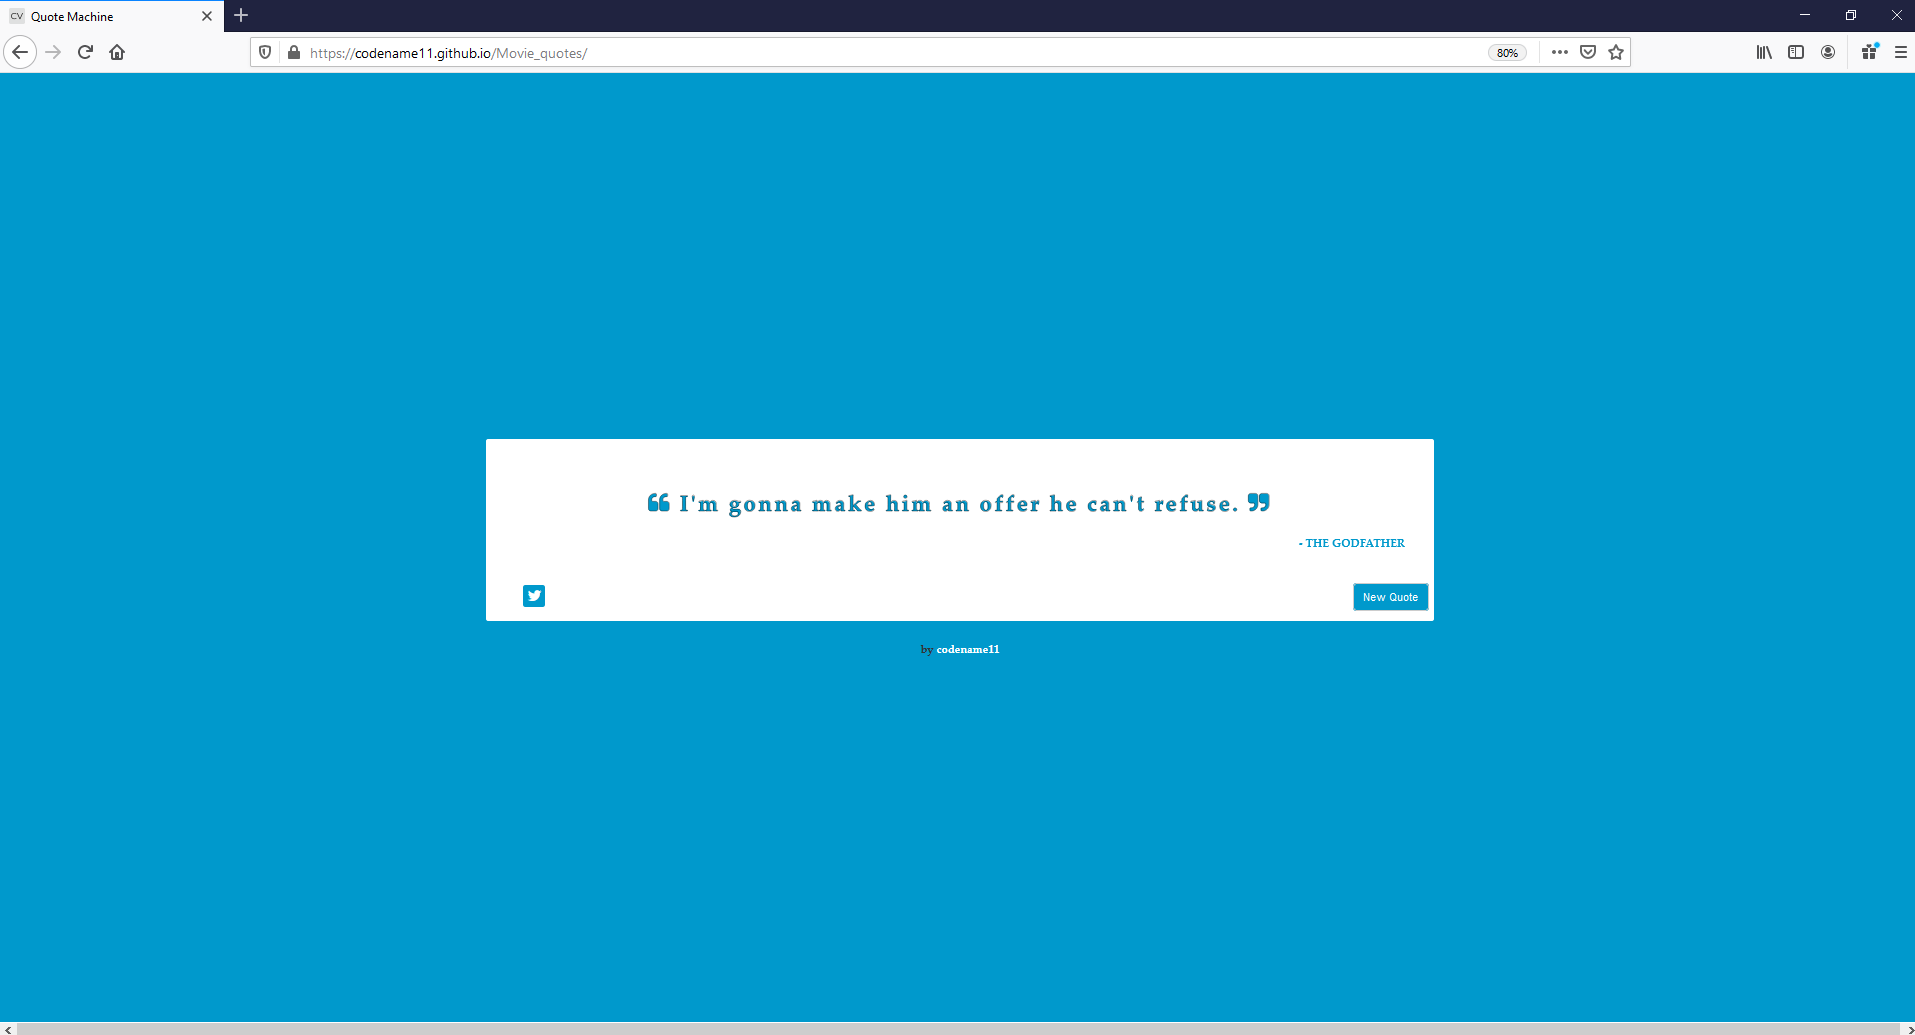 CV Quote Machine
https://codename11.github.io/Movie_quotes/ 80%
“ I'm gonna make him an offer he can't refuse. ”
- THE GODFATHER
New Quote
by codename11